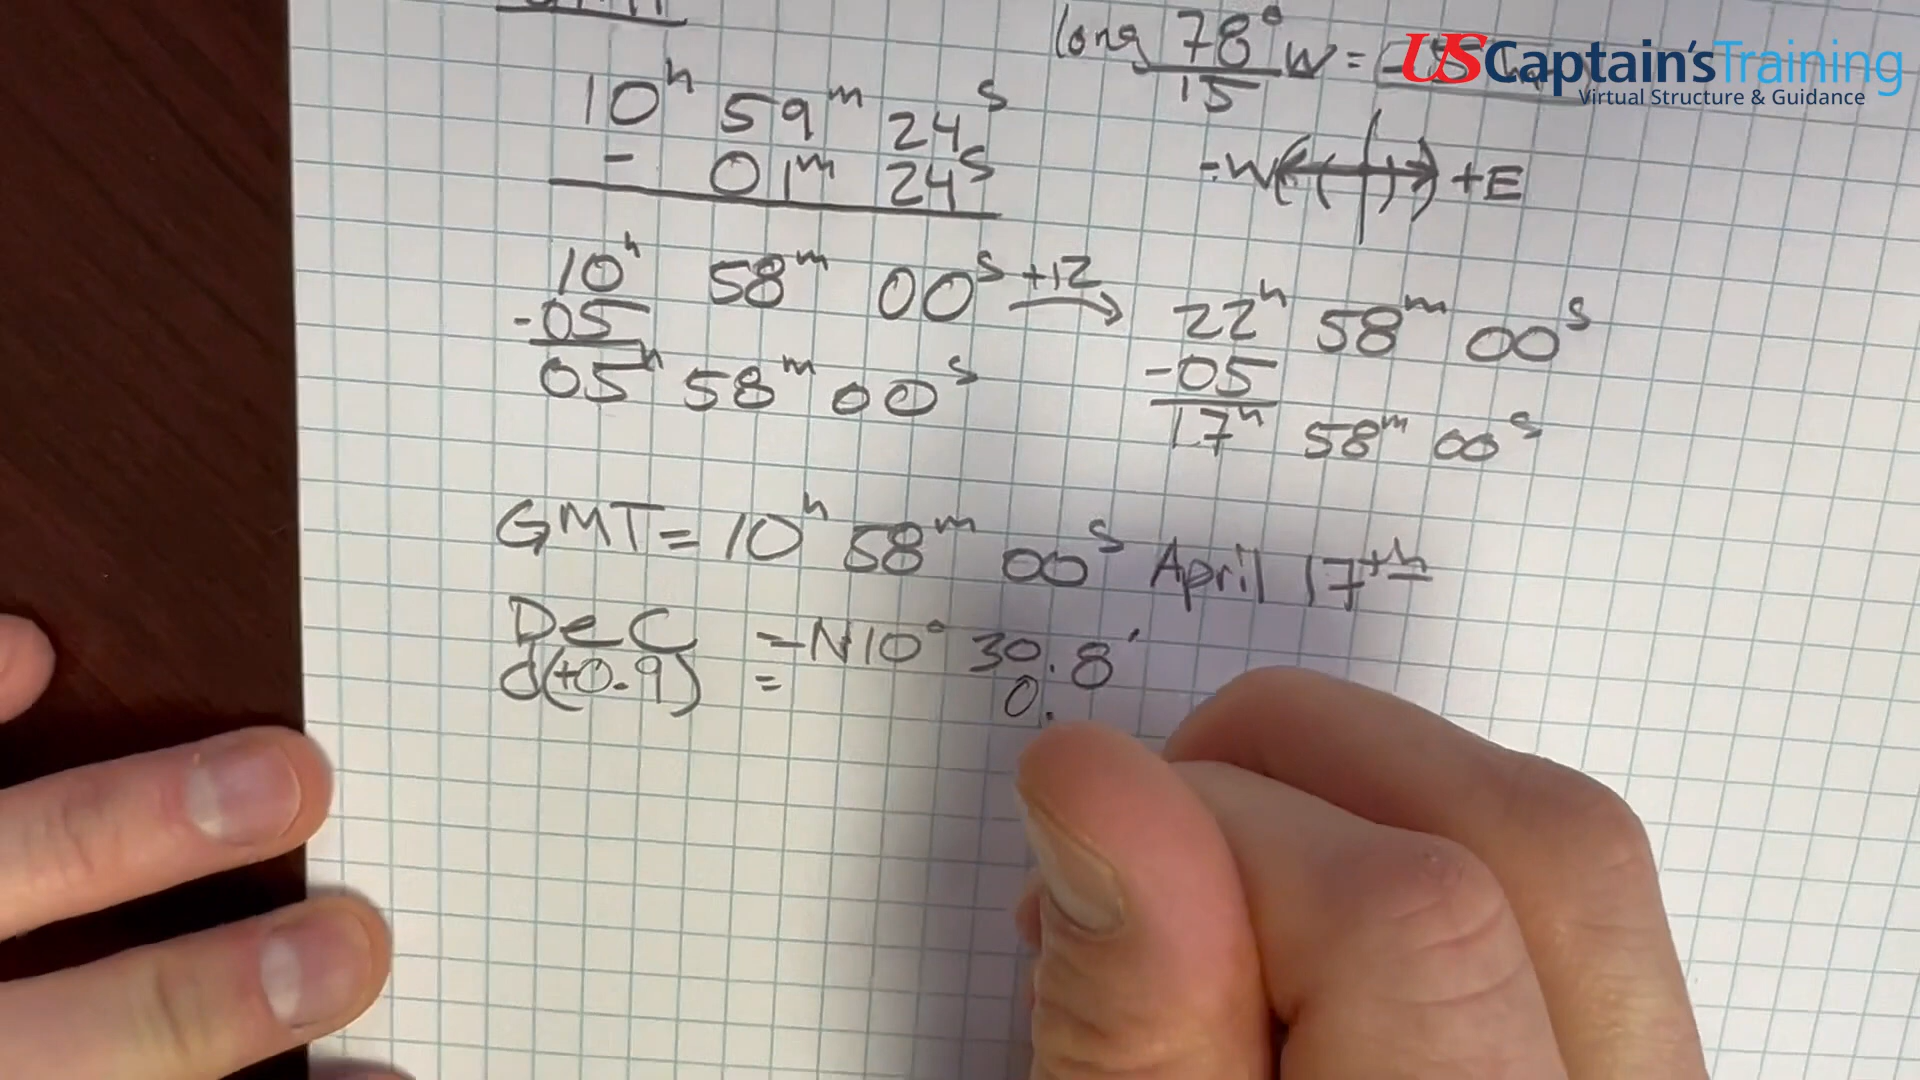 long 78° W =
15
USCaptain'sTraining
Virtual Structure & Guidance
10h 59m 24s
- 01m 24s
-W +E
10h 58m 00s +12 → 22h 58m 00s
-05 -05
05h 58m 00s 17h 58m 00s
GMT = 10h 58m 00s April 17th
Dec = N10° 30.8'
d(+0.9) = 0.